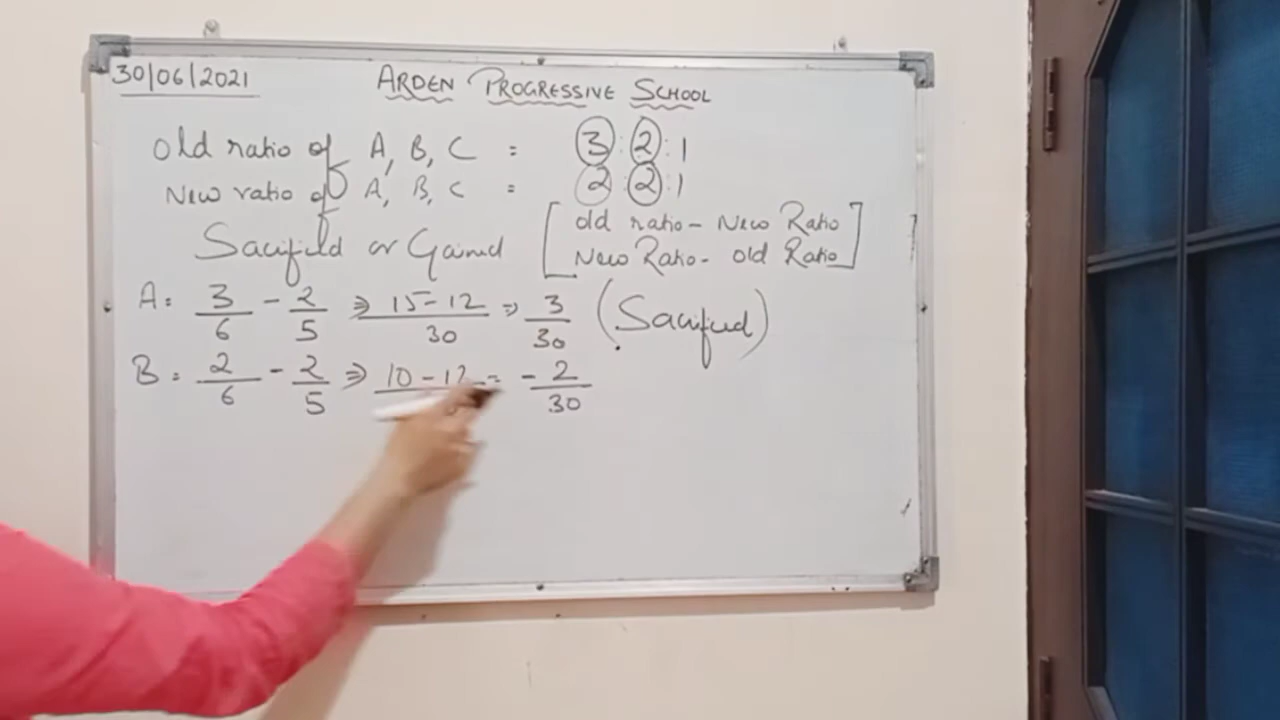 30/06/2021 ARDEN PROGRESSIVE SCHOOL
Old ratio of A, B, C = 3 : 2 : 1
New ratio of A, B, C = 2 : 2 : 1
Sacrifield or Gained [ old ratio - New Ratio
New Ratio - old Ratio ]
A = 3/6 - 2/5 ⇒ 15-12/30 ⇒ 3/30 (Sacrificed)
B = 2/6 - 2/5 ⇒ 10-12 = -2/30